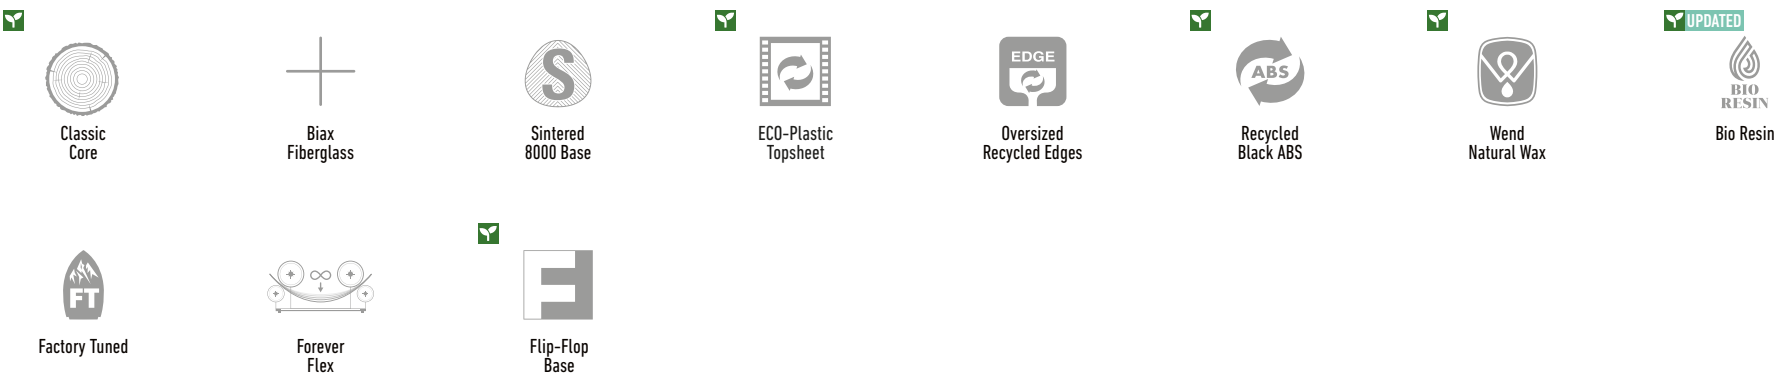 UPDATED
S
EDGE
ABS
BIO
RESIN
Classic
Core
Biax
Fiberglass
Sintered
8000 Base
ECO-Plastic
Topsheet
Oversized
Recycled Edges
Recycled
Black ABS
Wend
Natural Wax
Bio Resin
FT
Factory Tuned
Forever
Flex
Flip-Flop
Base